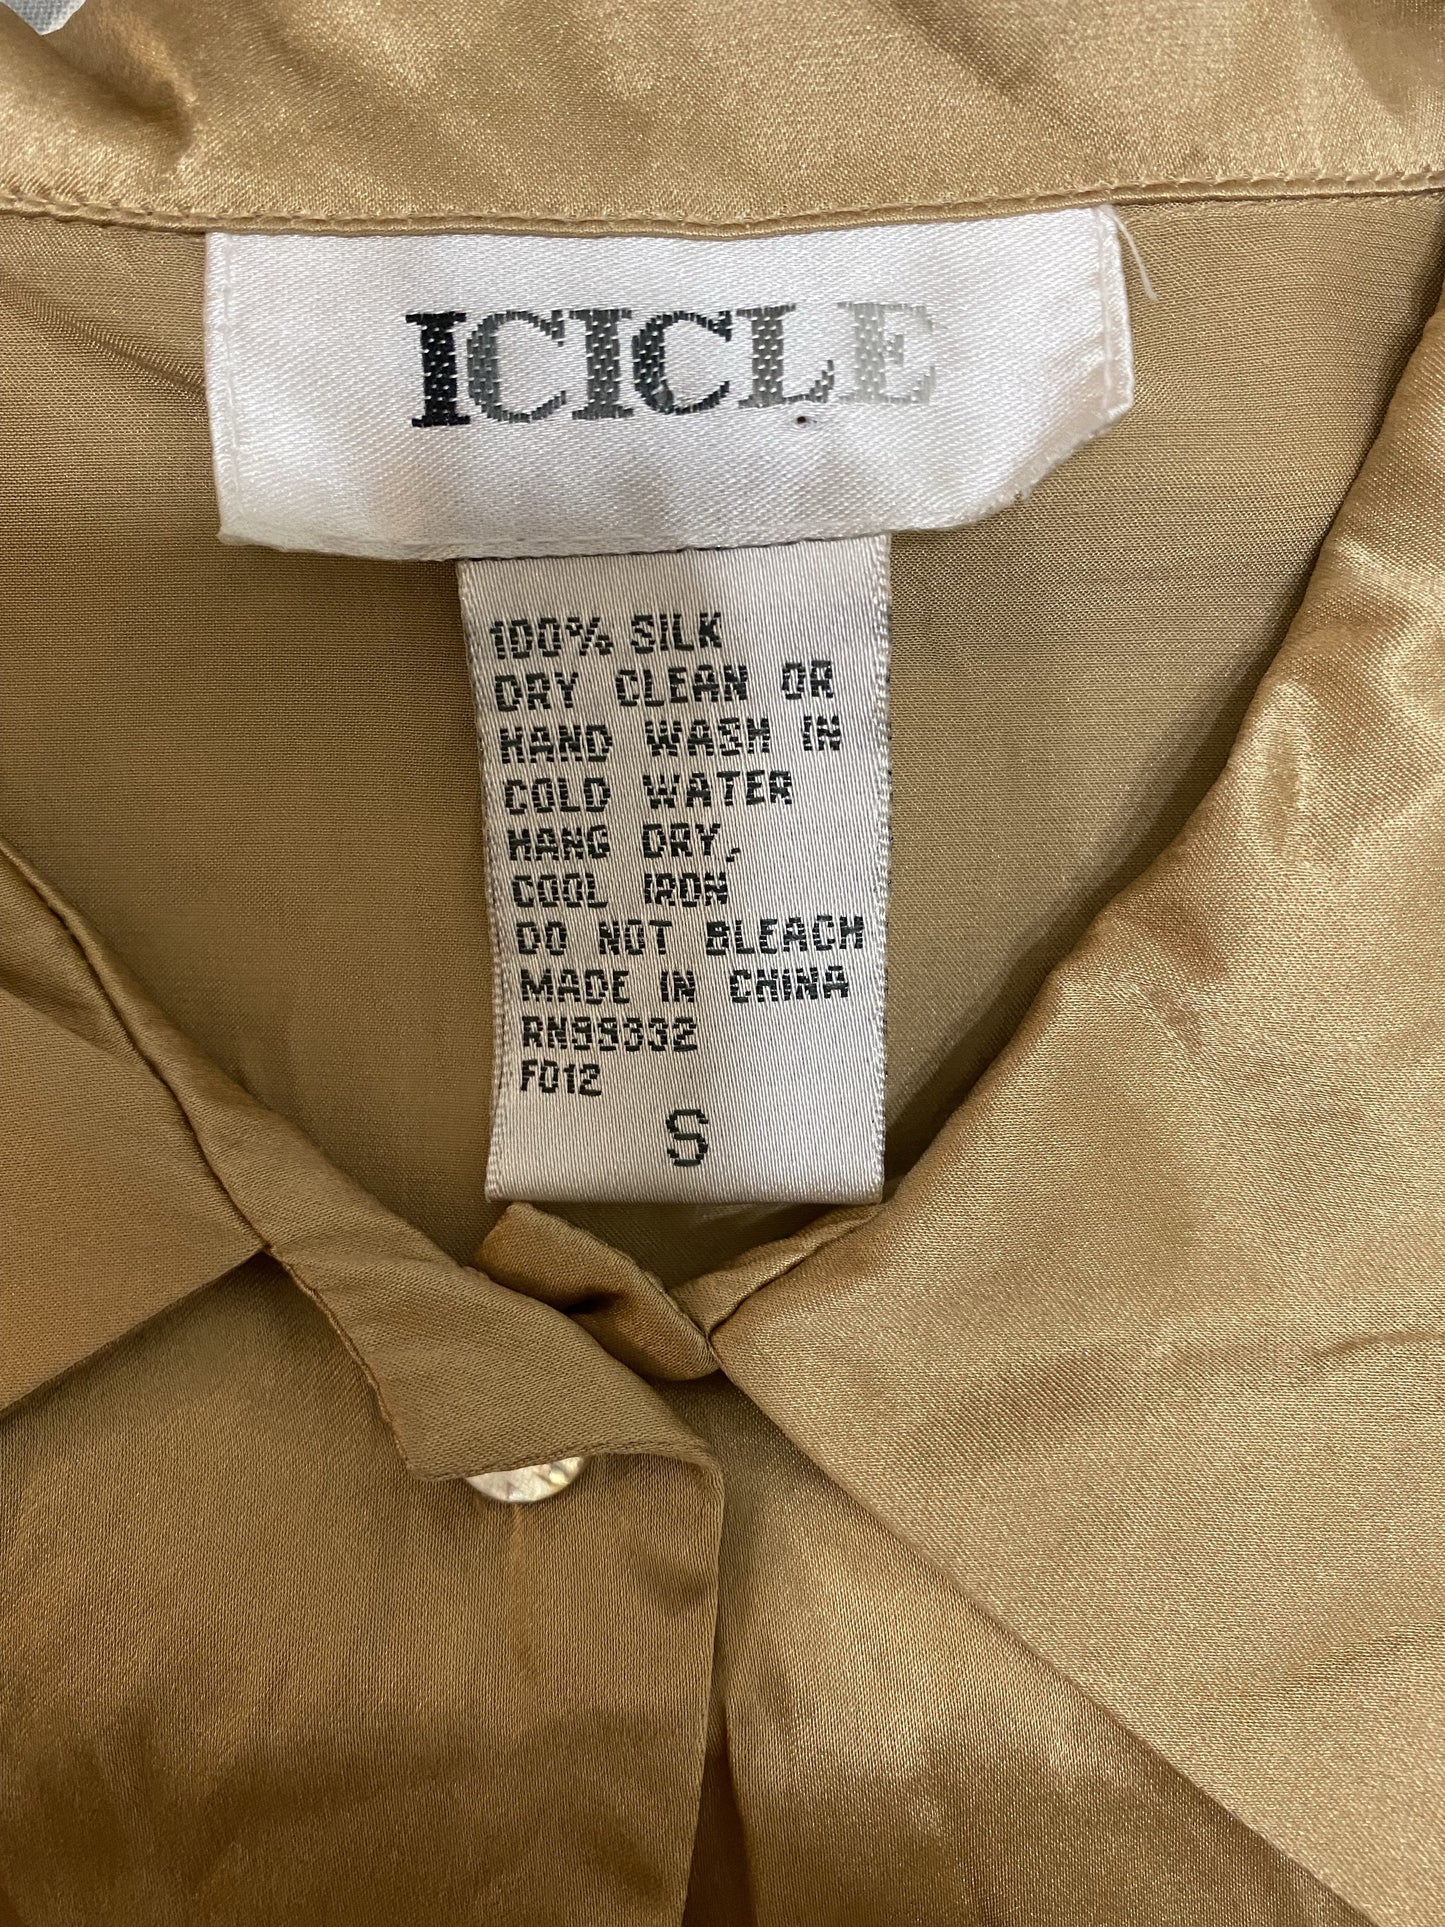 ICICLE
100% SILK
DRY CLEAN OR
HAND WASH IN
COLD WATER
HANG DRY,
COOL IRON
DO NOT BLEACH
MADE IN CHINA
RN99332
F012
S